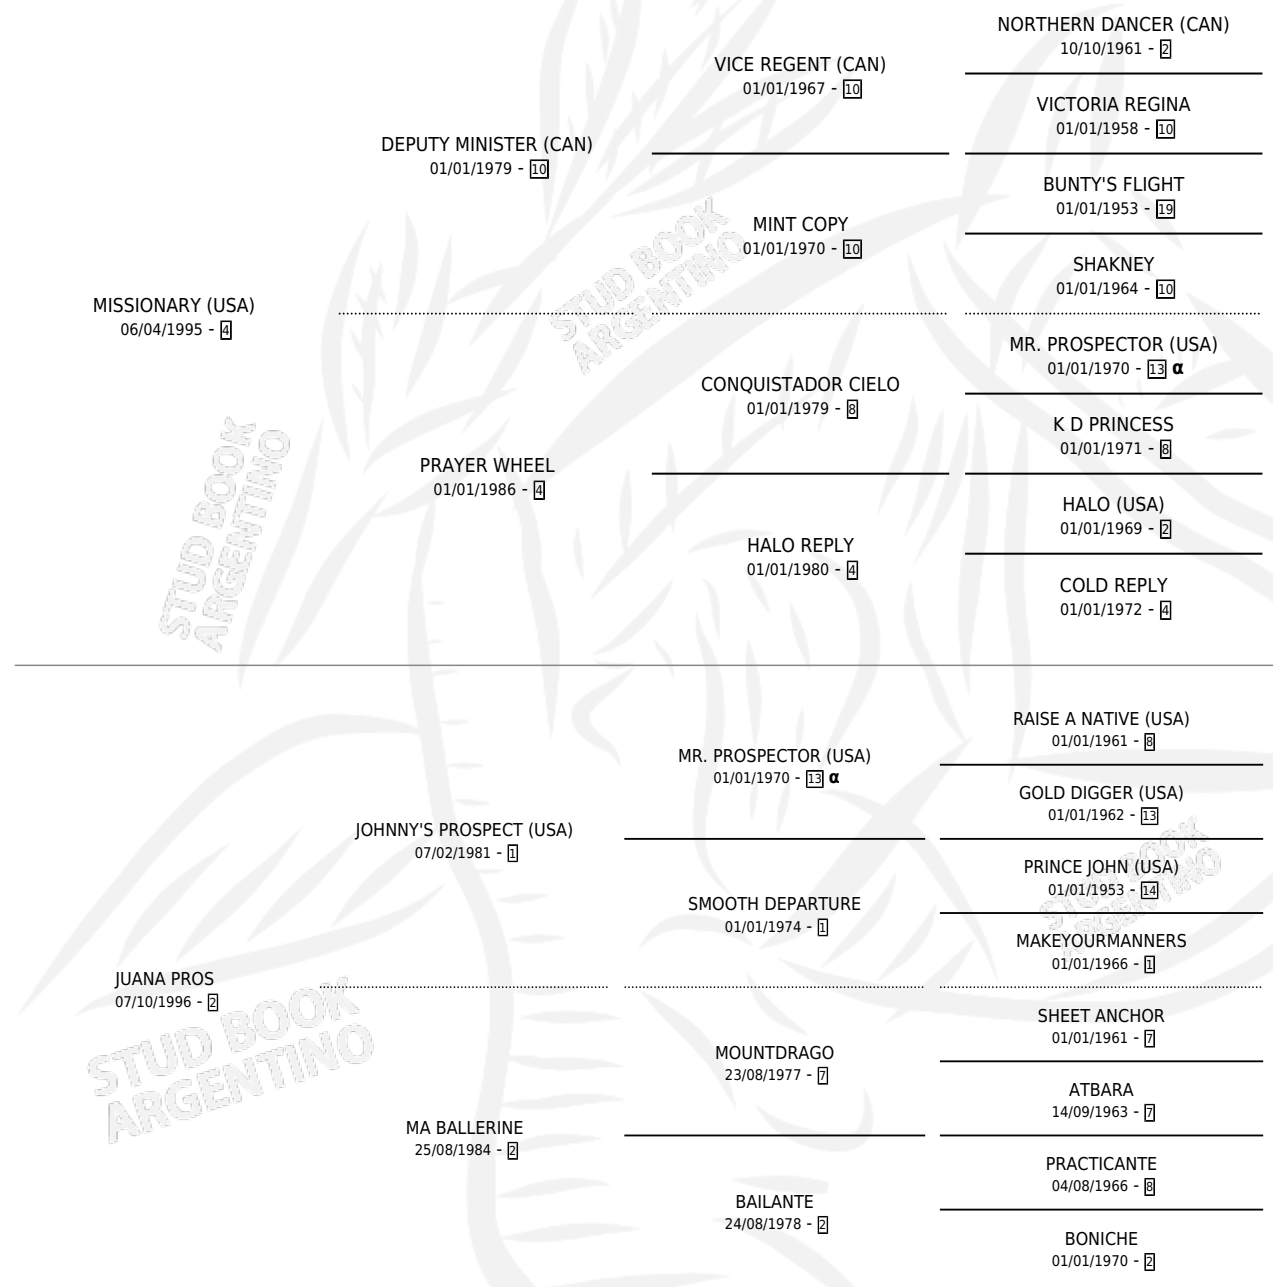 NORTHERN DANCER (CAN)
10/10/1961 - 2
VICE REGENT (CAN)
01/01/1967 - 10
VICTORIA REGINA
01/01/1958 - 10
DEPUTY MINISTER (CAN)
01/01/1979 - 10
BUNTY'S FLIGHT
01/01/1953 - 19
MINT COPY
01/01/1970 - 10
SHAKNEY
01/01/1964 - 10
MISSIONARY (USA)
06/04/1995 - 4
MR. PROSPECTOR (USA)
01/01/1970 - 13 α
CONQUISTADOR CIELO
01/01/1979 - 8
K D PRINCESS
01/01/1971 - 8
PRAYER WHEEL
01/01/1986 - 4
HALO (USA)
01/01/1969 - 2
HALO REPLY
01/01/1980 - 4
COLD REPLY
01/01/1972 - 4
STUD BOOK
ARGENTINO
STUD BOOK
ARGENTINO
RAISE A NATIVE (USA)
01/01/1961 - 8
MR. PROSPECTOR (USA)
01/01/1970 - 13 α
GOLD DIGGER (USA)
01/01/1962 - 13
JOHNNY'S PROSPECT (USA)
07/02/1981 - 1
PRINCE JOHN (USA)
01/01/1953 - 14
SMOOTH DEPARTURE
01/01/1974 - 1
MAKEYOURMANNERS
01/01/1966 - 1
JUANA PROS
07/10/1996 - 2
SHEET ANCHOR
01/01/1961 - 7
MOUNTDRAGO
23/08/1977 - 7
ATBARA
14/09/1963 - 7
MA BALLERINE
25/08/1984 - 2
PRACTICANTE
04/08/1966 - 8
BAILANTE
24/08/1978 - 2
BONICHE
01/01/1970 - 2
STUD BOOK
ARGENTINO
STUD BOOK
ARGENTINO